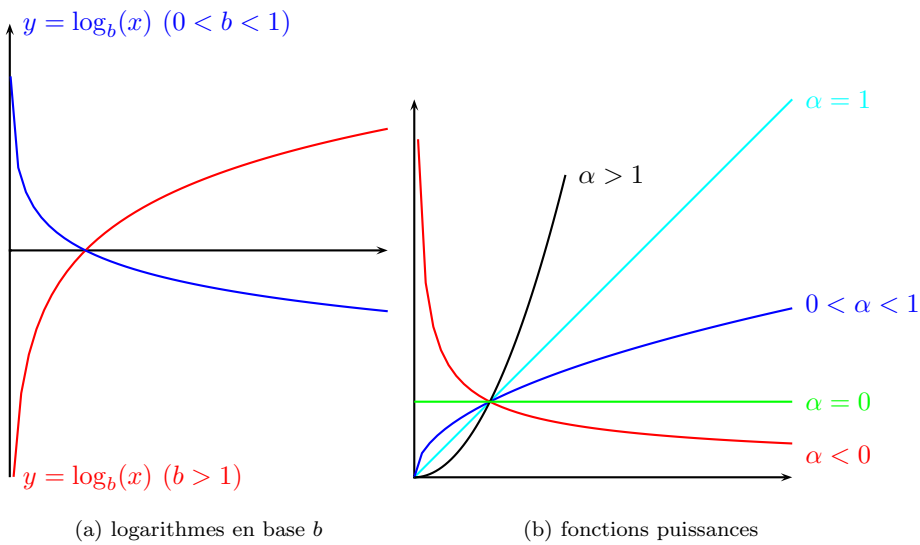 y = log_b(x) (0 < b < 1)
y = log_b(x) (b > 1)
(a) logarithmes en base b
α = 1
α > 1
0 < α < 1
α = 0
α < 0
(b) fonctions puissances